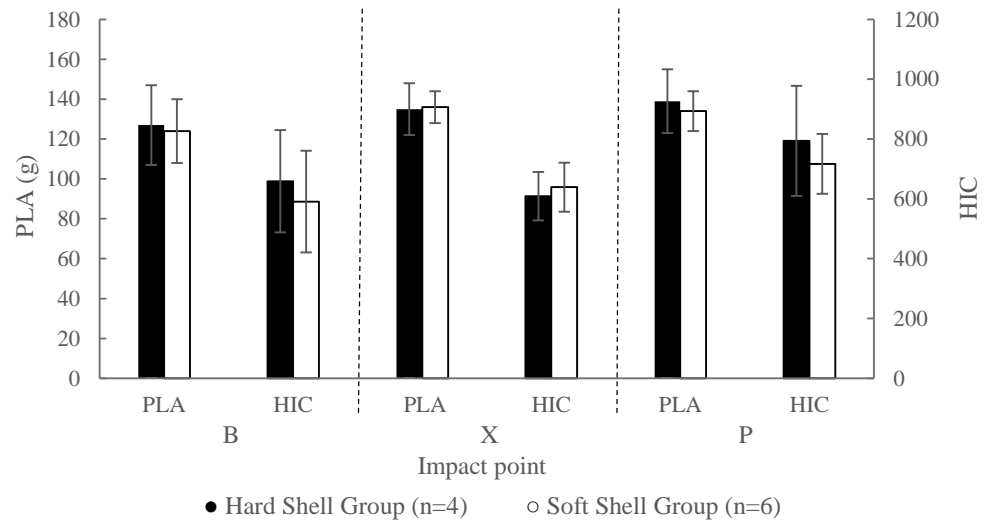 180 1200
160
1000
140
120 800
100
600
80
60 400
40
200
20
0 0
PLA (g)
HIC
PLA HIC PLA HIC PLA HIC
B X P
Impact point
Hard Shell Group (n=4) Soft Shell Group (n=6)